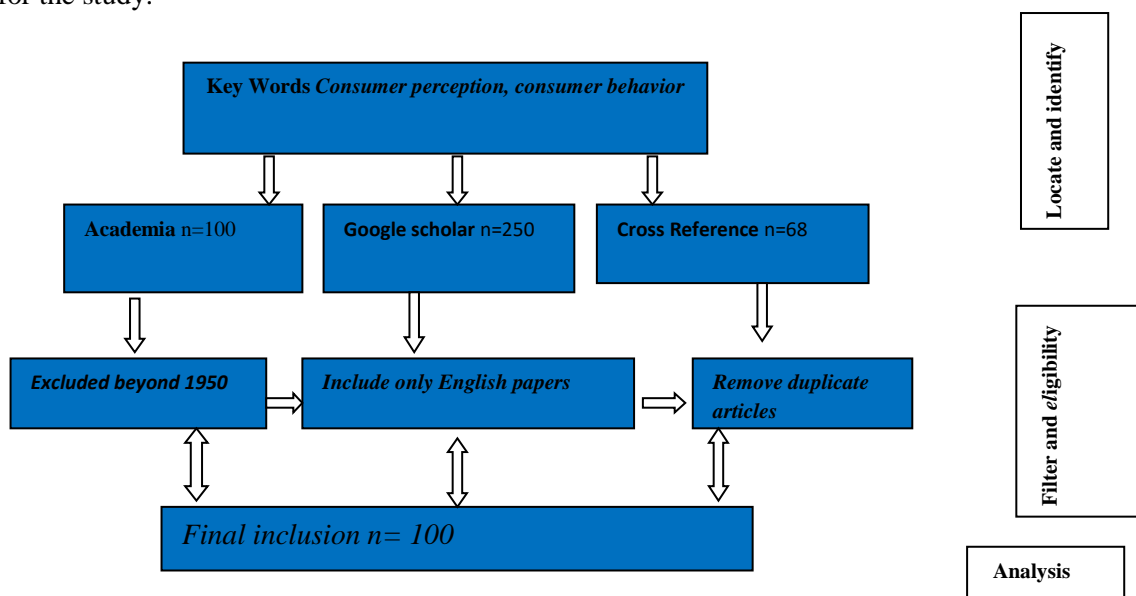 for the study.
Key Words Consumer perception, consumer behavior
Locate and identify
Academia n=100
Google scholar n=250
Cross Reference n=68
Excluded beyond 1950
Include only English papers
Remove duplicate
articles
Filter and eligibility
Final inclusion n= 100
Analysis